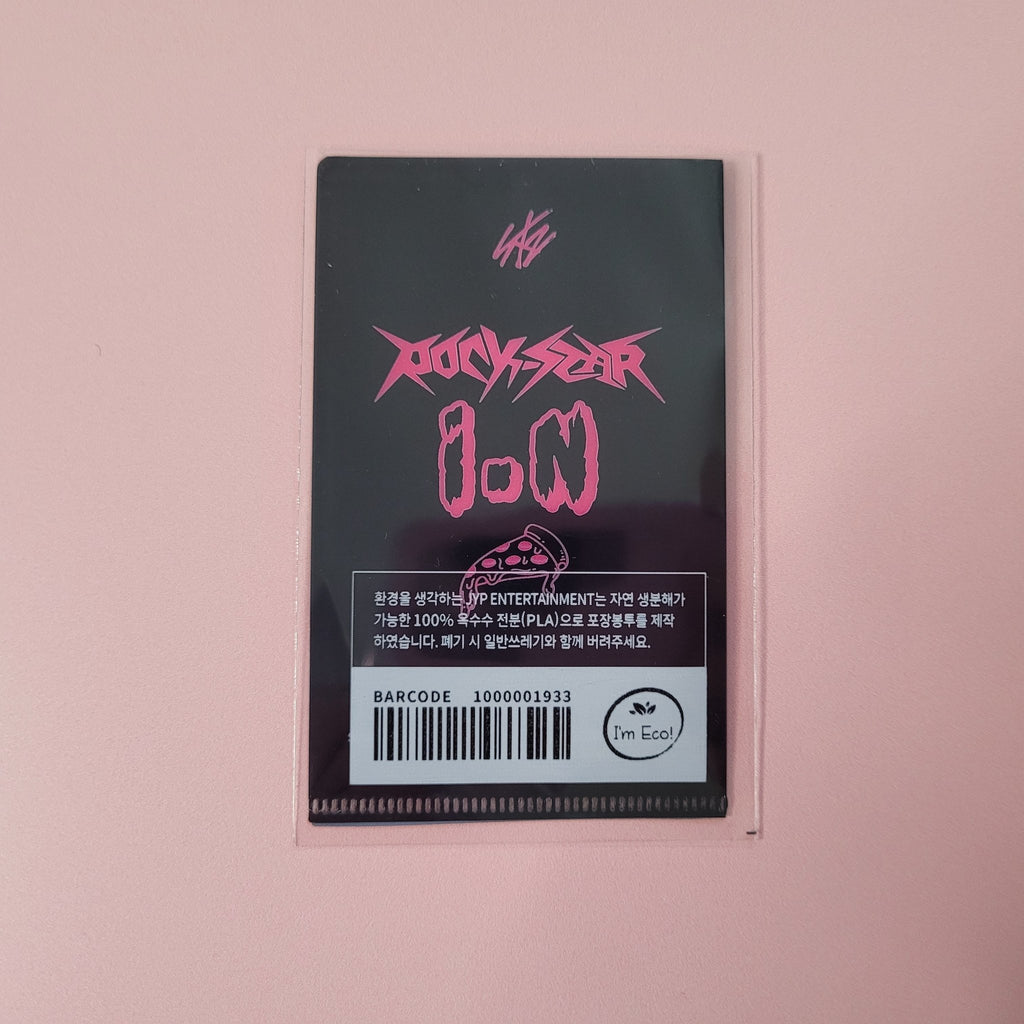 SKZ
ROCK-STAR
I.N
환경을 생각하는 JYP ENTERTAINMENT는 자연 생분해가
가능한 100% 옥수수 전분(PLA)으로 포장봉투를 제작
하였습니다. 폐기 시 일반쓰레기와 함께 버려주세요.
BARCODE 1000001933
I'm Eco!